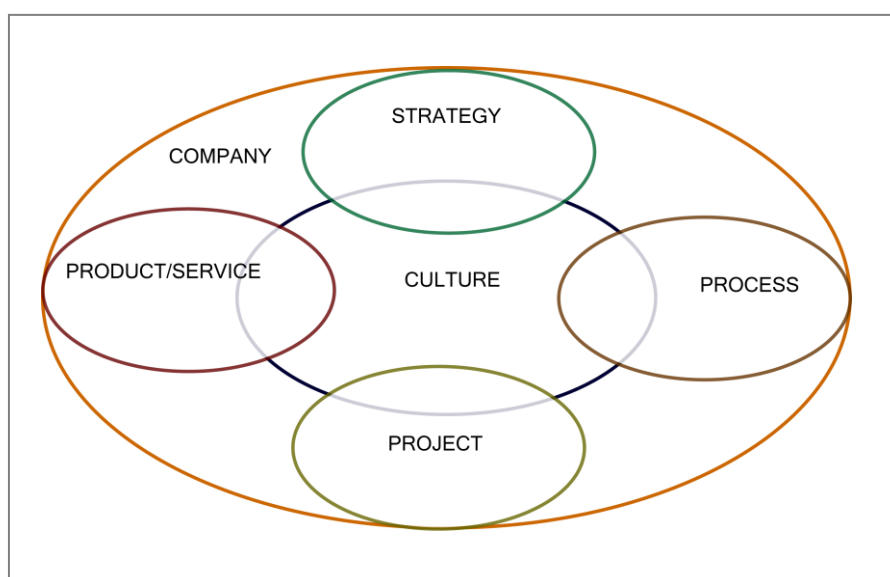 STRATEGY
COMPANY
PRODUCT/SERVICE
CULTURE
PROCESS
PROJECT